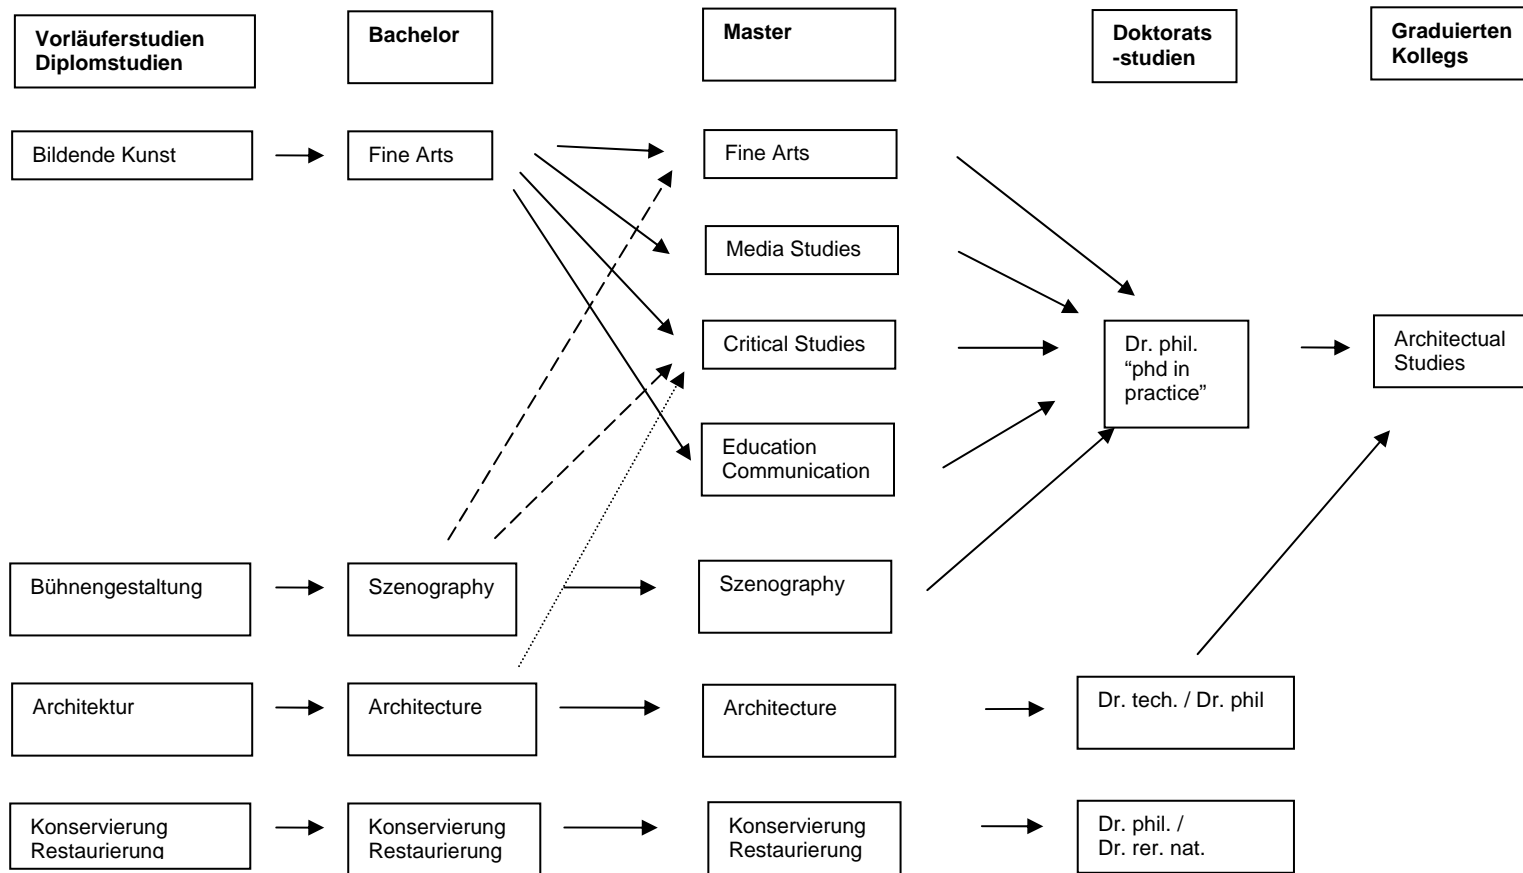 Vorläuferstudien
Diplomstudien
Bachelor
Master
Doktorats
-studien
Graduierten
Kollegs
Bildende Kunst
Fine Arts
Fine Arts
Media Studies
Critical Studies
Dr. phil.
“phd in
practice”
Architectual
Studies
Education
Communication
Bühnengestaltung
Szenography
Szenography
Architektur
Architecture
Architecture
Dr. tech. / Dr. phil
Konservierung
Restaurierung
Konservierung
Restaurierung
Konservierung
Restaurierung
Dr. phil. /
Dr. rer. nat.